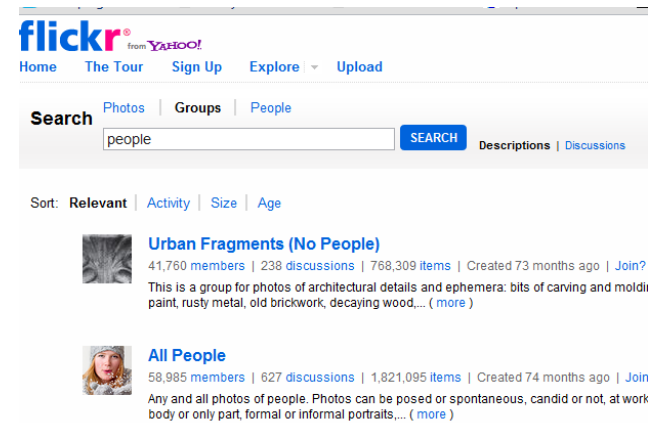 flickr from YAHOO!
Home The Tour Sign Up Explore Upload
Search Photos | Groups | People
people SEARCH Descriptions | Discussions
Sort: Relevant | Activity | Size | Age
Urban Fragments (No People)
41,760 members | 238 discussions | 768,309 items | Created 73 months ago | Join?
This is a group for photos of architectural details and ephemera: bits of carving and moldin
paint, rusty metal, old brickwork, decaying wood,... ( more )
All People
58,985 members | 627 discussions | 1,821,095 items | Created 74 months ago | Join
Any and all photos of people. Photos can be posed or spontaneous, candid or not, at work
body or only part, formal or informal portraits,... ( more )